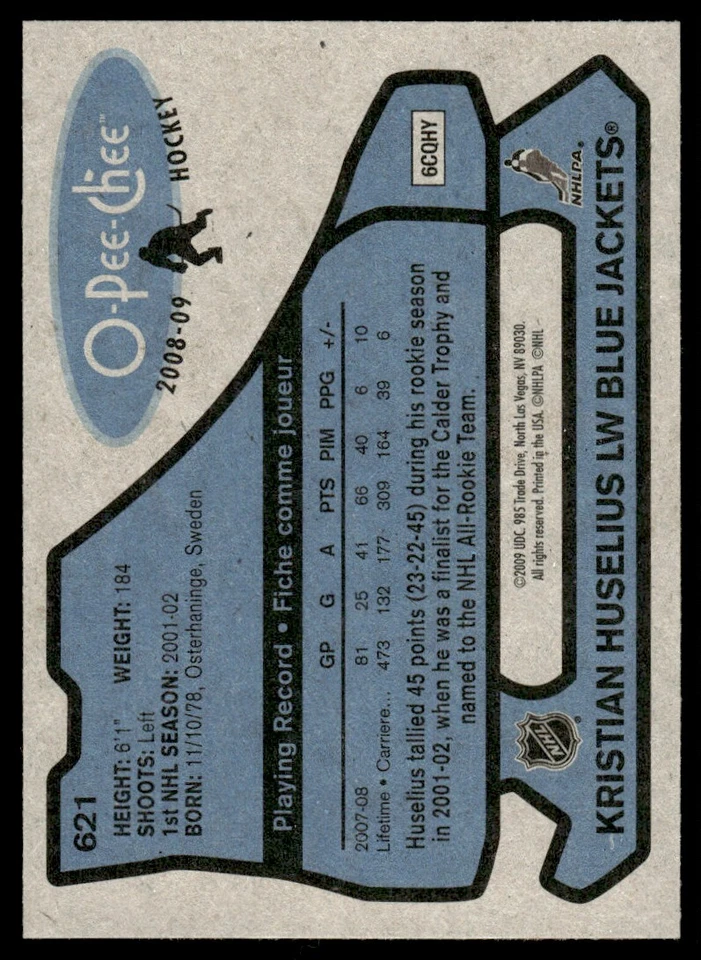 O-Pee-Chee™
2008-09 HOCKEY
621
HEIGHT: 6'1" WEIGHT: 184
SHOOTS: Left
1st NHL SEASON: 2001-02
BORN: 11/10/78, Osterhaninge, Sweden
Playing Record • Fiche comme joueur
GP G A PTS PIM PPG +/-
2007-08 81 25 41 66 40 6 10
Lifetime • Carriere... 473 132 177 309 164 39 6
Huselius tallied 45 points (23-22-45) during his rookie season
in 2001-02, when he was a finalist for the Calder Trophy and
named to the NHL All-Rookie Team.
6CQHY
©2009 UDC. 985 Trade Drive, North Las Vegas, NV 89030.
All rights reserved. Printed in the USA. ©NHLPA ©NHL
NHL ®
NHLPA®
KRISTIAN HUSELIUS LW BLUE JACKETS®